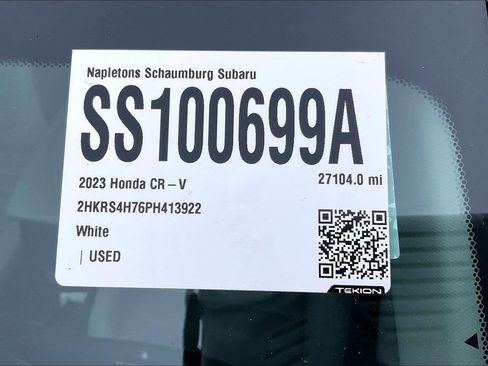 Napletons Schaumburg Subaru
SS100699A
2023 Honda CR-V 27104.0 mi
2HKRS4H76PH413922
White
| USED
TEKION